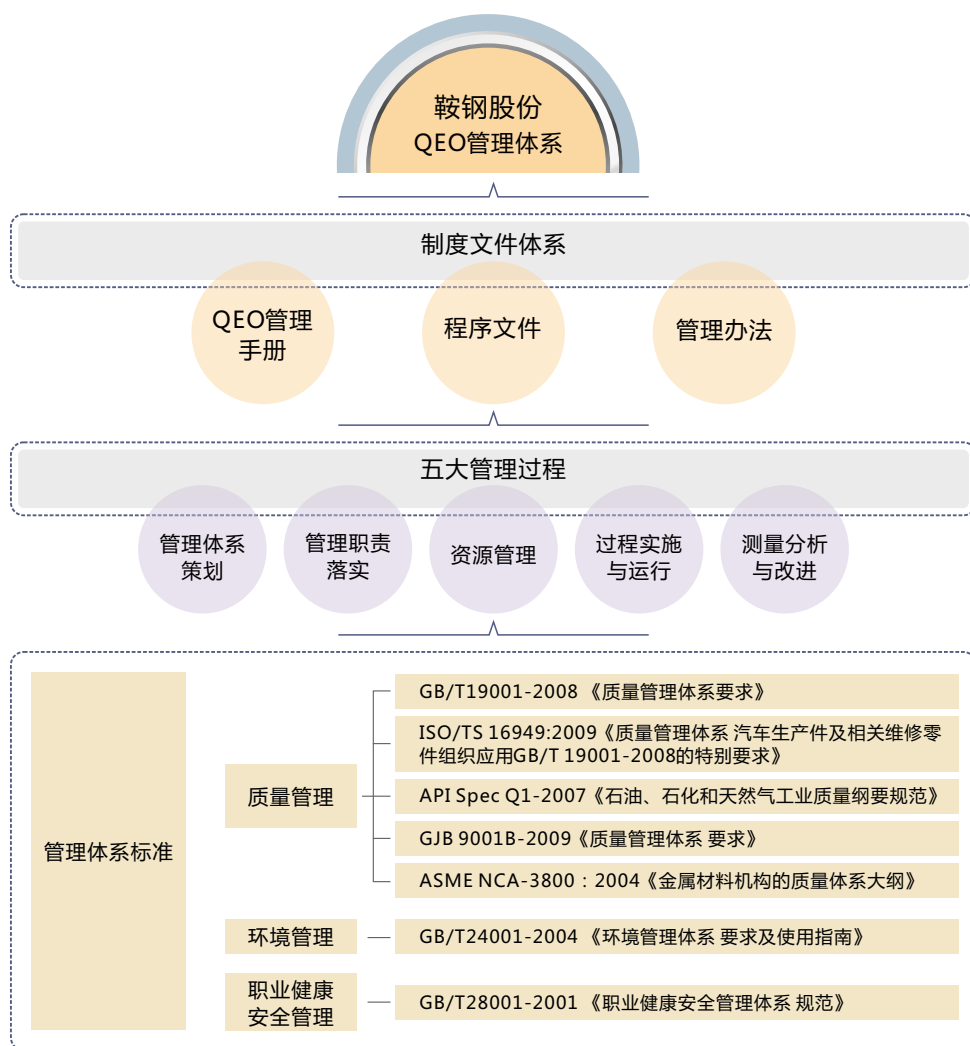 鞍钢股份
QEO管理体系
制度文件体系
QEO管理
手册
程序文件
管理办法
五大管理过程
管理体系
策划
管理职责
落实
资源管理
过程实施
与运行
测量分析
与改进
管理体系标准
质量管理
GB/T19001-2008 《质量管理体系要求》
ISO/TS 16949:2009《质量管理体系 汽车生产件及相关维修零
件组织应用GB/T 19001-2008的特别要求》
API Spec Q1-2007《石油、石化和天然气工业质量纲要规范》
GJB 9001B-2009《质量管理体系 要求》
ASME NCA-3800：2004《金属材料机构的质量体系大纲》
环境管理
GB/T24001-2004 《环境管理体系 要求及使用指南》
职业健康
安全管理
GB/T28001-2001 《职业健康安全管理体系 规范》